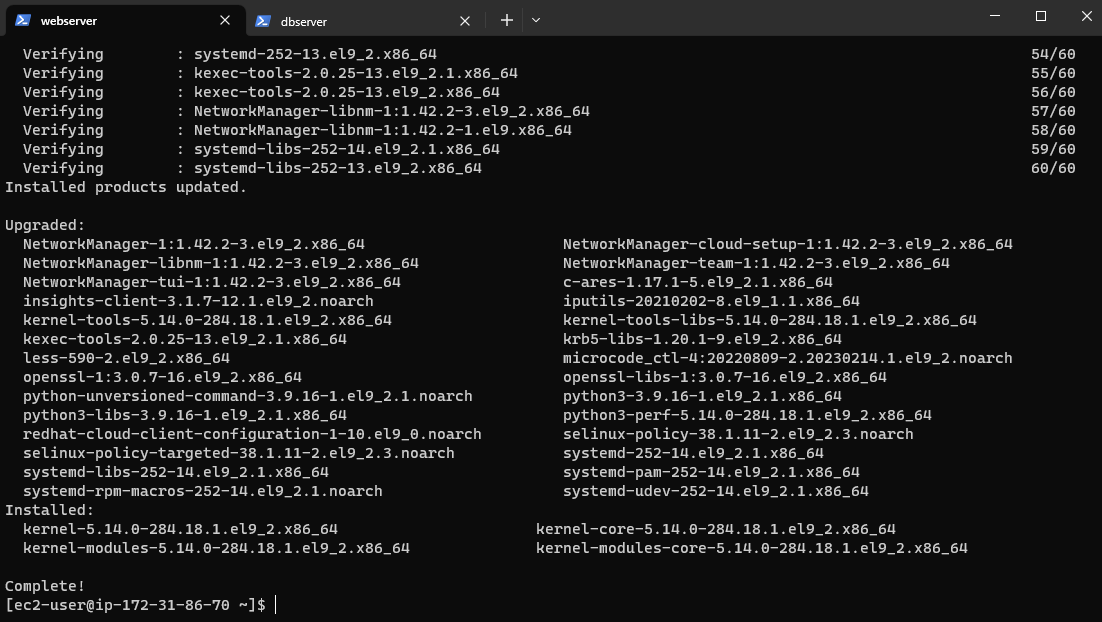 webserver dbserver
Verifying : systemd-252-13.el9_2.x86_64 54/60
Verifying : kexec-tools-2.0.25-13.el9_2.1.x86_64 55/60
Verifying : kexec-tools-2.0.25-13.el9_2.x86_64 56/60
Verifying : NetworkManager-libnm-1:1.42.2-3.el9_2.x86_64 57/60
Verifying : NetworkManager-libnm-1:1.42.2-1.el9.x86_64 58/60
Verifying : systemd-libs-252-14.el9_2.1.x86_64 59/60
Verifying : systemd-libs-252-13.el9_2.x86_64 60/60
Installed products updated.
Upgraded:
NetworkManager-1:1.42.2-3.el9_2.x86_64 NetworkManager-cloud-setup-1:1.42.2-3.el9_2.x86_64
NetworkManager-libnm-1:1.42.2-3.el9_2.x86_64 NetworkManager-team-1:1.42.2-3.el9_2.x86_64
NetworkManager-tui-1:1.42.2-3.el9_2.x86_64 c-ares-1.17.1-5.el9_2.1.x86_64
insights-client-3.1.7-12.1.el9_2.noarch iputils-20210202-8.el9_1.1.x86_64
kernel-tools-5.14.0-284.18.1.el9_2.x86_64 kernel-tools-libs-5.14.0-284.18.1.el9_2.x86_64
kexec-tools-2.0.25-13.el9_2.1.x86_64 krb5-libs-1.20.1-9.el9_2.x86_64
less-590-2.el9_2.x86_64 microcode_ctl-4:20220809-2.20230214.1.el9_2.noarch
openssl-1:3.0.7-16.el9_2.x86_64 openssl-libs-1:3.0.7-16.el9_2.x86_64
python-unversioned-command-3.9.16-1.el9_2.1.noarch python3-3.9.16-1.el9_2.1.x86_64
python3-libs-3.9.16-1.el9_2.1.x86_64 python3-perf-5.14.0-284.18.1.el9_2.x86_64
redhat-cloud-client-configuration-1-10.el9_0.noarch selinux-policy-38.1.11-2.el9_2.3.noarch
selinux-policy-targeted-38.1.11-2.el9_2.3.noarch systemd-252-14.el9_2.1.x86_64
systemd-libs-252-14.el9_2.1.x86_64 systemd-pam-252-14.el9_2.1.x86_64
systemd-rpm-macros-252-14.el9_2.1.noarch systemd-udev-252-14.el9_2.1.x86_64
Installed:
kernel-5.14.0-284.18.1.el9_2.x86_64 kernel-core-5.14.0-284.18.1.el9_2.x86_64
kernel-modules-5.14.0-284.18.1.el9_2.x86_64 kernel-modules-core-5.14.0-284.18.1.el9_2.x86_64
Complete!
[ec2-user@ip-172-31-86-70 ~]$